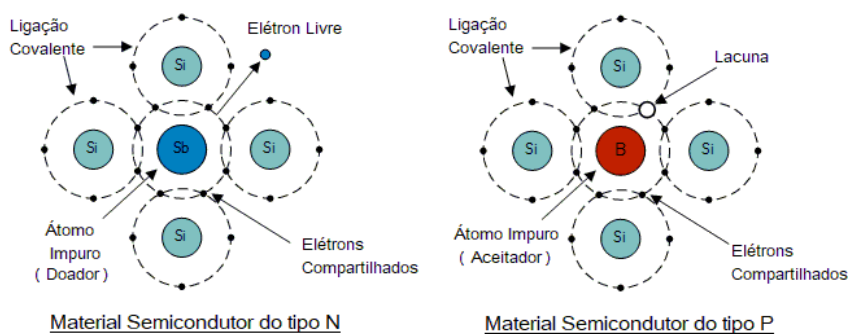 Ligação
Covalente
Elétron Livre
Si
Si
Sb
Si
Si
Átomo
Impuro
( Doador)
Elétrons
Compartilhados
Material Semicondutor do tipo N
Ligação
Covalente
Lacuna
Si
Si
B
Si
Si
Átomo Impuro
( Aceitador)
Elétrons
Compartilhados
Material Semicondutor do tipo P